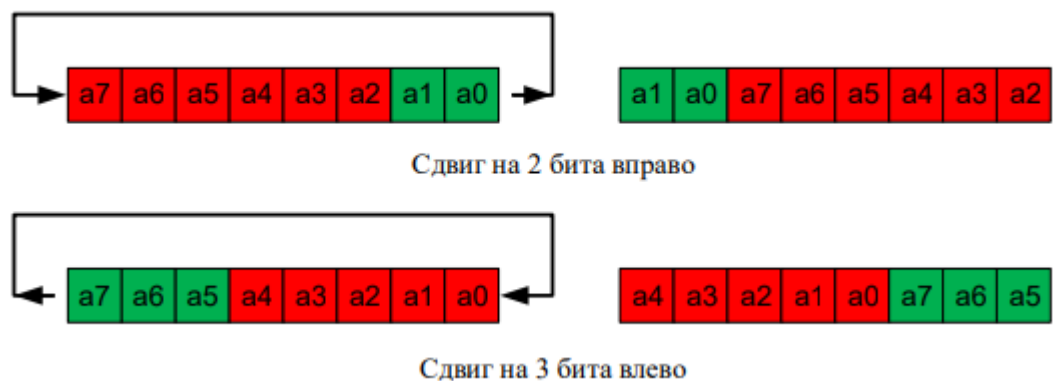 a7 a6 a5 a4 a3 a2 a1 a0 a1 a0 a7 a6 a5 a4 a3 a2
Сдвиг на 2 бита вправо
a7 a6 a5 a4 a3 a2 a1 a0 a4 a3 a2 a1 a0 a7 a6 a5
Сдвиг на 3 бита влево